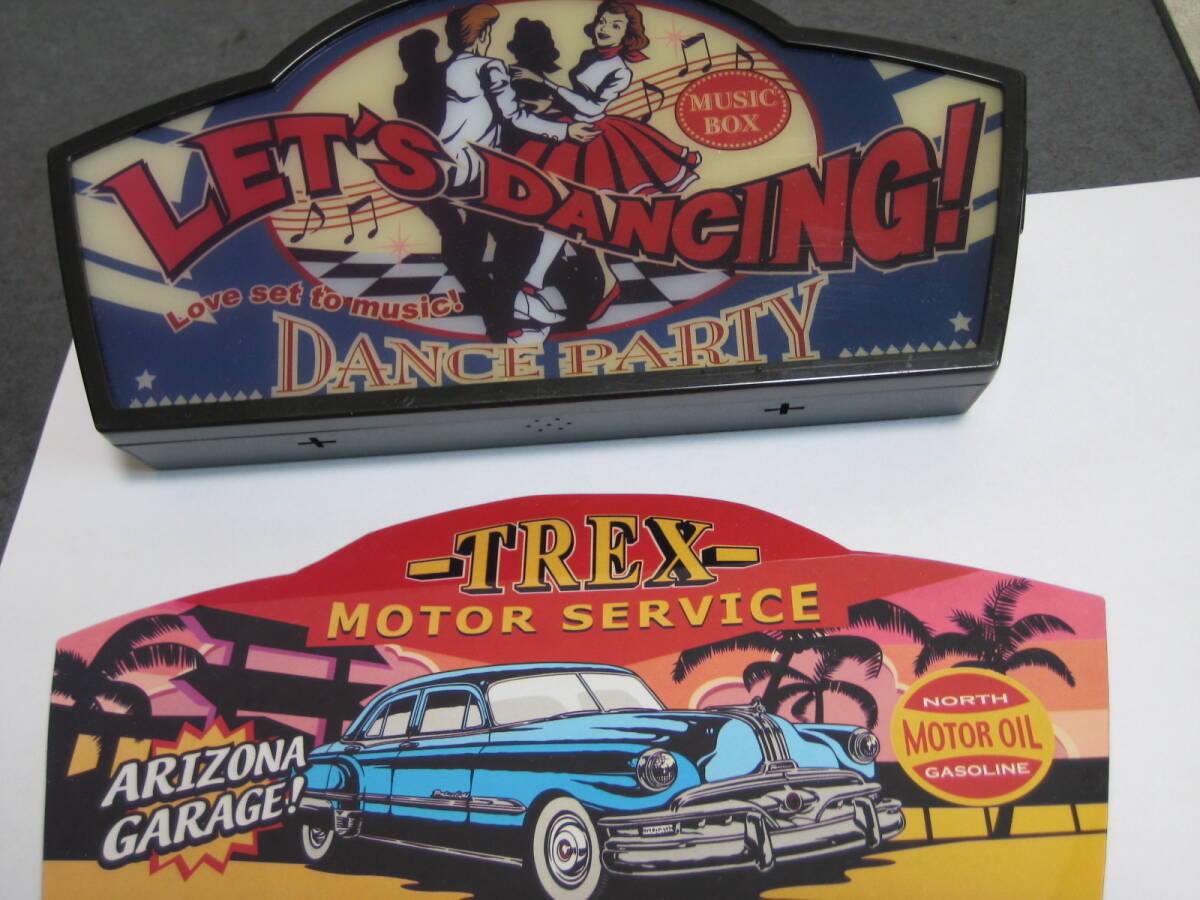 MUSIC
BOX
LET'S DANCING!
Love set to music!
DANCE PARTY
-TREX-
MOTOR SERVICE
ARIZONA
GARAGE!
NORTH
MOTOR OIL
GASOLINE